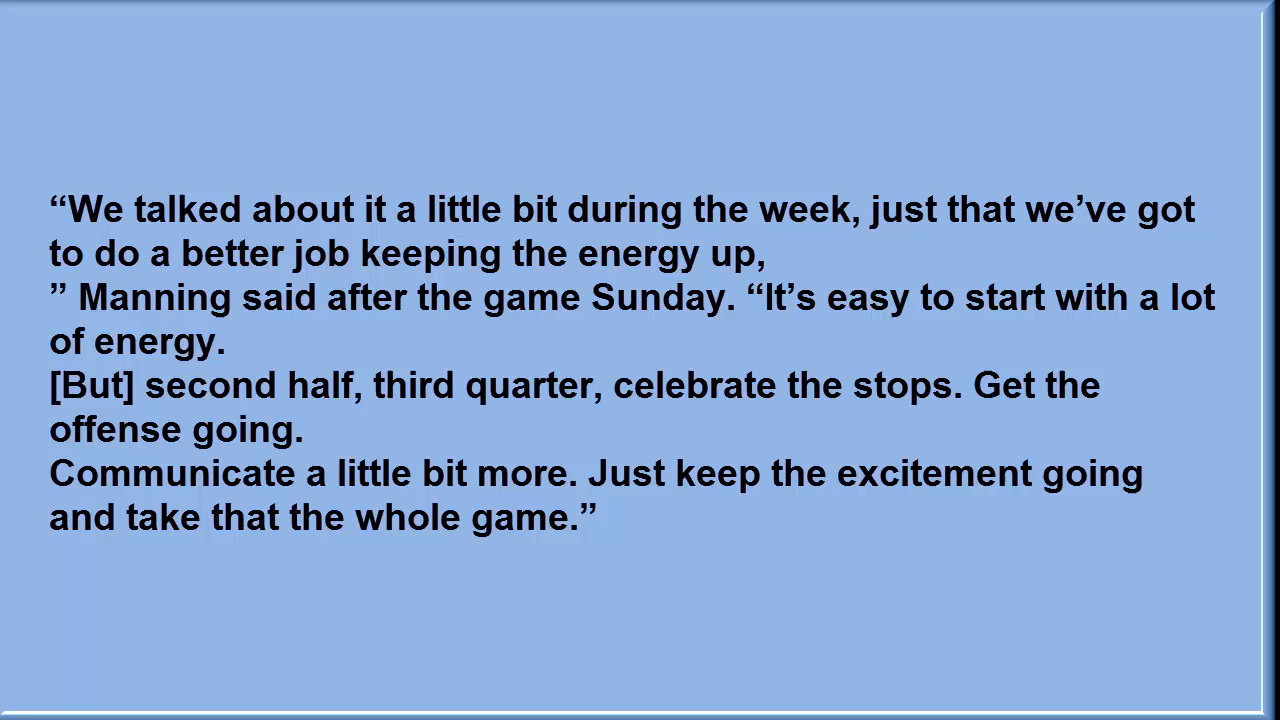 “We talked about it a little bit during the week, just that we’ve got
to do a better job keeping the energy up,
” Manning said after the game Sunday. “It’s easy to start with a lot
of energy.
[But] second half, third quarter, celebrate the stops. Get the
offense going.
Communicate a little bit more. Just keep the excitement going
and take that the whole game.”